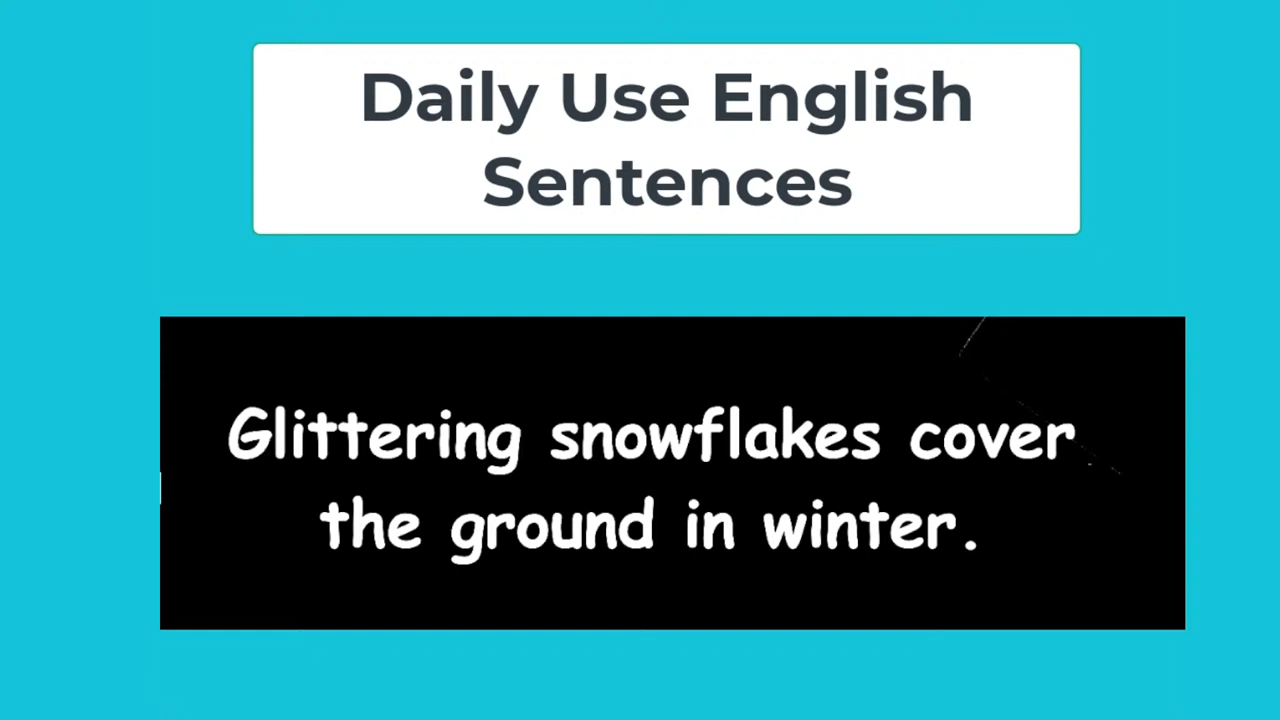 Daily Use English
Sentences
Glittering snowflakes cover
the ground in winter.